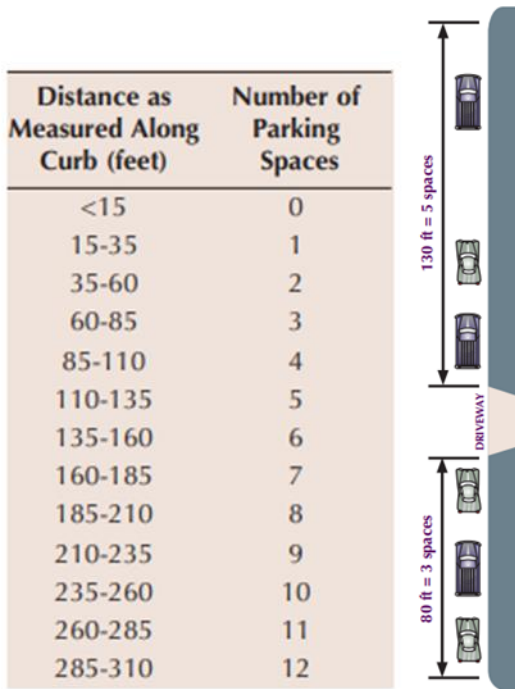 Distance as Number of
Measured Along Parking
Curb (feet) Spaces
<15 0
15-35 1
35-60 2
60-85 3
85-110 4
110-135 5
135-160 6
160-185 7
185-210 8
210-235 9
235-260 10
260-285 11
285-310 12
130 ft = 5 spaces
DRIVEWAY
80 ft = 3 spaces